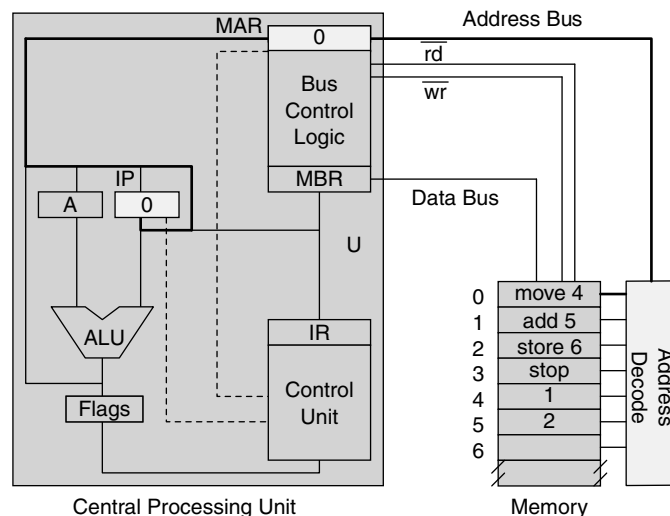 MAR
0
Address Bus
rd
wr
Bus
Control
Logic
IP
MBR
A
0
Data Bus
U
ALU
IR
Flags
Control
Unit
0 move 4
1 add 5
2 store 6
3 stop
4 1
5 2
6
Address
Decode
Central Processing Unit
Memory